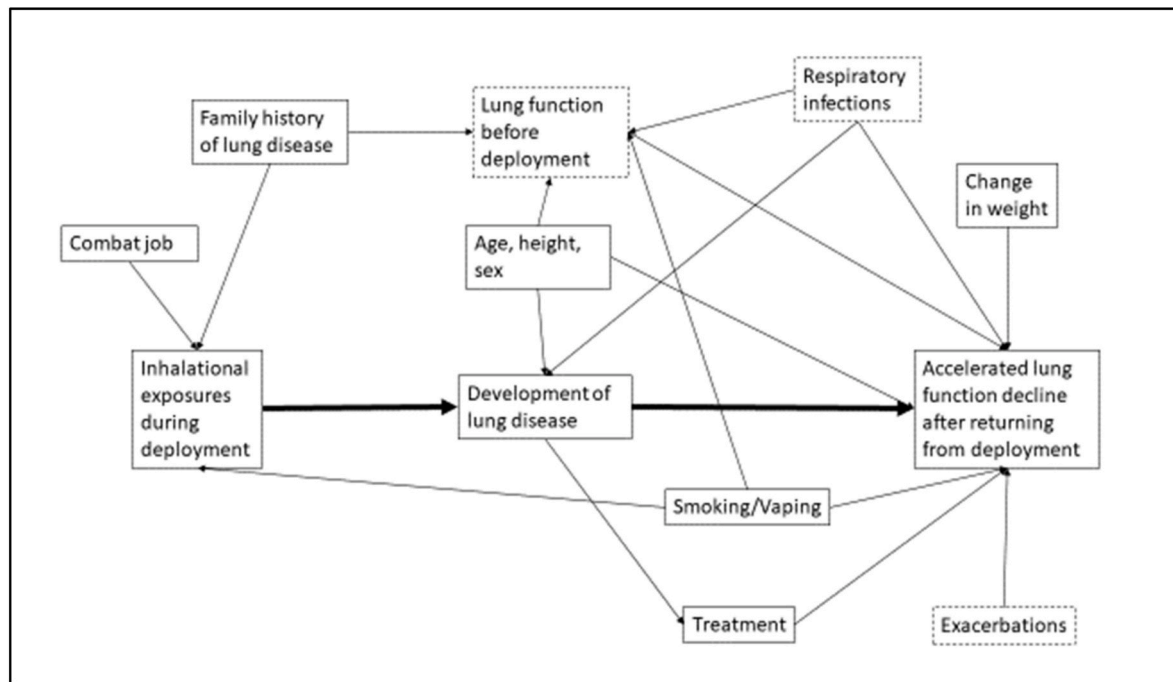 Respiratory
infections
Lung function
before
deployment
Family history
of lung disease
Change
in weight
Combat job
Age, height,
sex
Inhalational
exposures
during
deployment
Development of
lung disease
Accelerated lung
function decline
after returning
from deployment
Smoking/Vaping
Treatment
Exacerbations